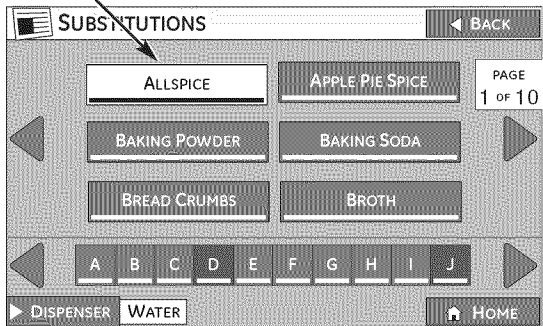 SUBSTITUTIONS
BACK
ALLSPICE
APPLE PIE SPICE
PAGE
1 OF 10
BAKING POWDER
BAKING SODA
BREAD CRUMBS
BROTH
A B C D E F G H I J
DISPENSER WATER
HOME